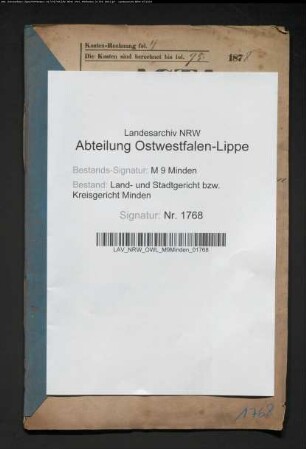 Kosten-Rechnung fol. 4
Die Kosten sind berechnet bis fol. 187
Landesarchiv NRW
Abteilung Ostwestfalen-Lippe
Bestands-Signatur: M 9 Minden
Bestand: Land- und Stadtgericht bzw.
Kreisgericht Minden
Signatur: Nr. 1768
LAV_NRW_OWL_M9Minden_01768
1768